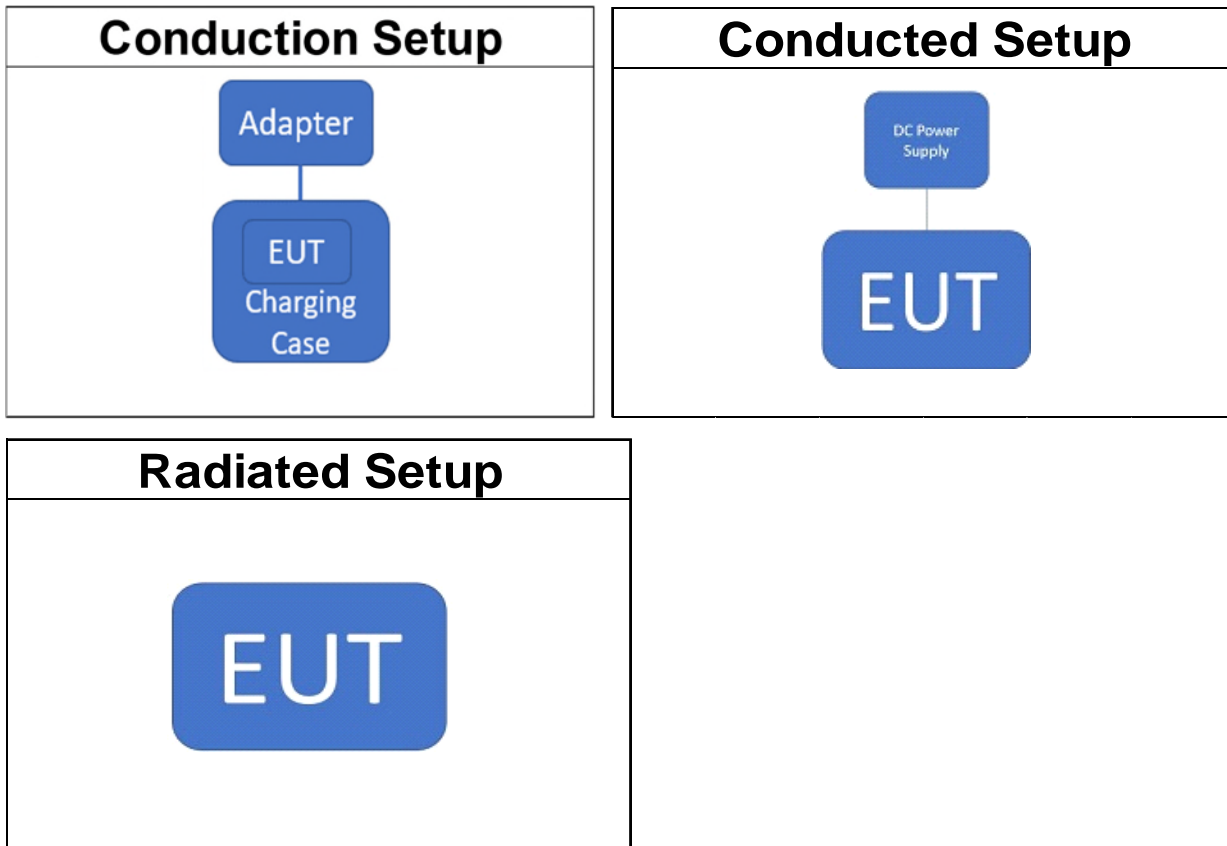 Conduction Setup
Adapter
EUT
Charging
Case
Conducted Setup
DC Power
Supply
EUT
Radiated Setup
EUT